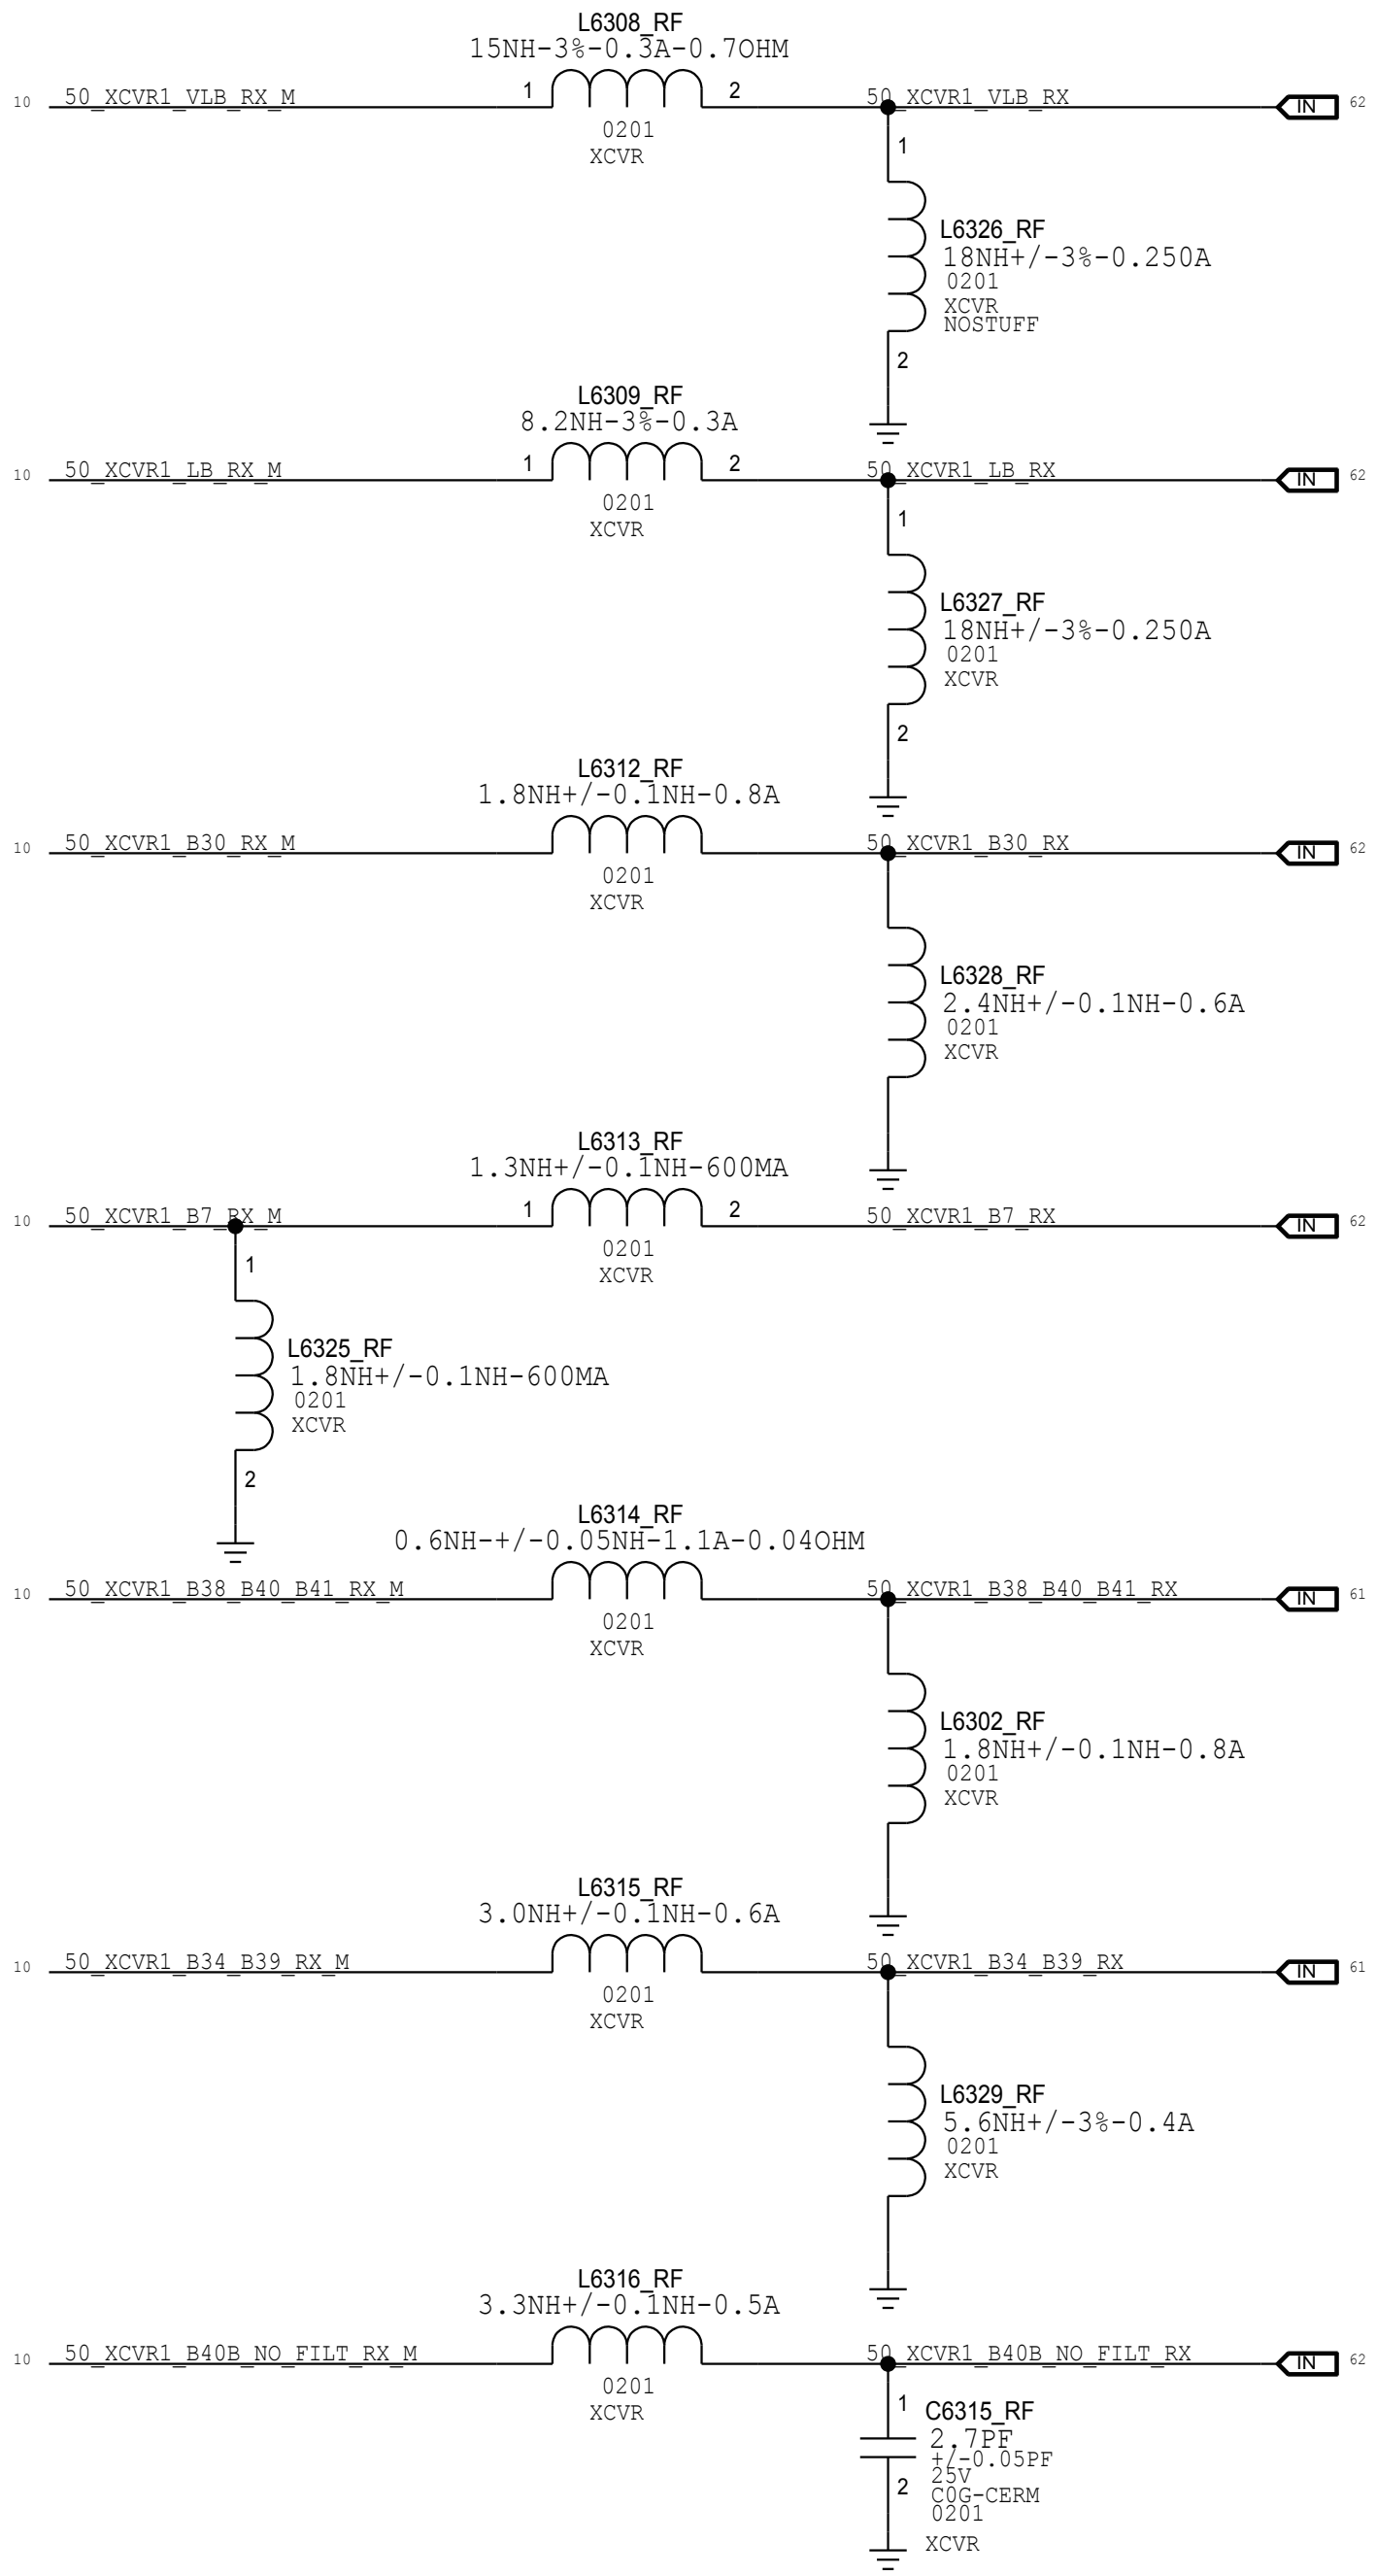 L6308_RF
15NH-3%-0.3A-0.7OHM
10 50_XCVR1_VLB_RX_M 1 2 50_XCVR1_VLB_RX IN 62
0201
XCVR
1
L6326_RF
18NH+/-3%-0.250A
0201
XCVR
NOSTUFF
2
L6309_RF
8.2NH-3%-0.3A
10 50_XCVR1_LB_RX_M 1 2 50_XCVR1_LB_RX IN 62
0201
XCVR
1
L6327_RF
18NH+/-3%-0.250A
0201
XCVR
2
L6312_RF
1.8NH+/-0.1NH-0.8A
10 50_XCVR1_B30_RX_M 50_XCVR1_B30_RX IN 62
0201
XCVR
L6328_RF
2.4NH+/-0.1NH-0.6A
0201
XCVR
L6313_RF
1.3NH+/-0.1NH-600MA
10 50_XCVR1_B7_RX_M 1 2 50_XCVR1_B7_RX IN 62
0201
XCVR
1
L6325_RF
1.8NH+/-0.1NH-600MA
0201
XCVR
2
L6314_RF
0.6NH-+/-0.05NH-1.1A-0.04OHM
10 50_XCVR1_B38_B40_B41_RX_M 50_XCVR1_B38_B40_B41_RX IN 61
0201
XCVR
L6302_RF
1.8NH+/-0.1NH-0.8A
0201
XCVR
L6315_RF
3.0NH+/-0.1NH-0.6A
10 50_XCVR1_B34_B39_RX_M 50_XCVR1_B34_B39_RX IN 61
0201
XCVR
L6329_RF
5.6NH+/-3%-0.4A
0201
XCVR
L6316_RF
3.3NH+/-0.1NH-0.5A
10 50_XCVR1_B40B_NO_FILT_RX_M 50_XCVR1_B40B_NO_FILT_RX IN 62
0201
XCVR
1
C6315_RF
2.7PF
+/-0.05PF
25V
2
C0G-CERM
0201
XCVR